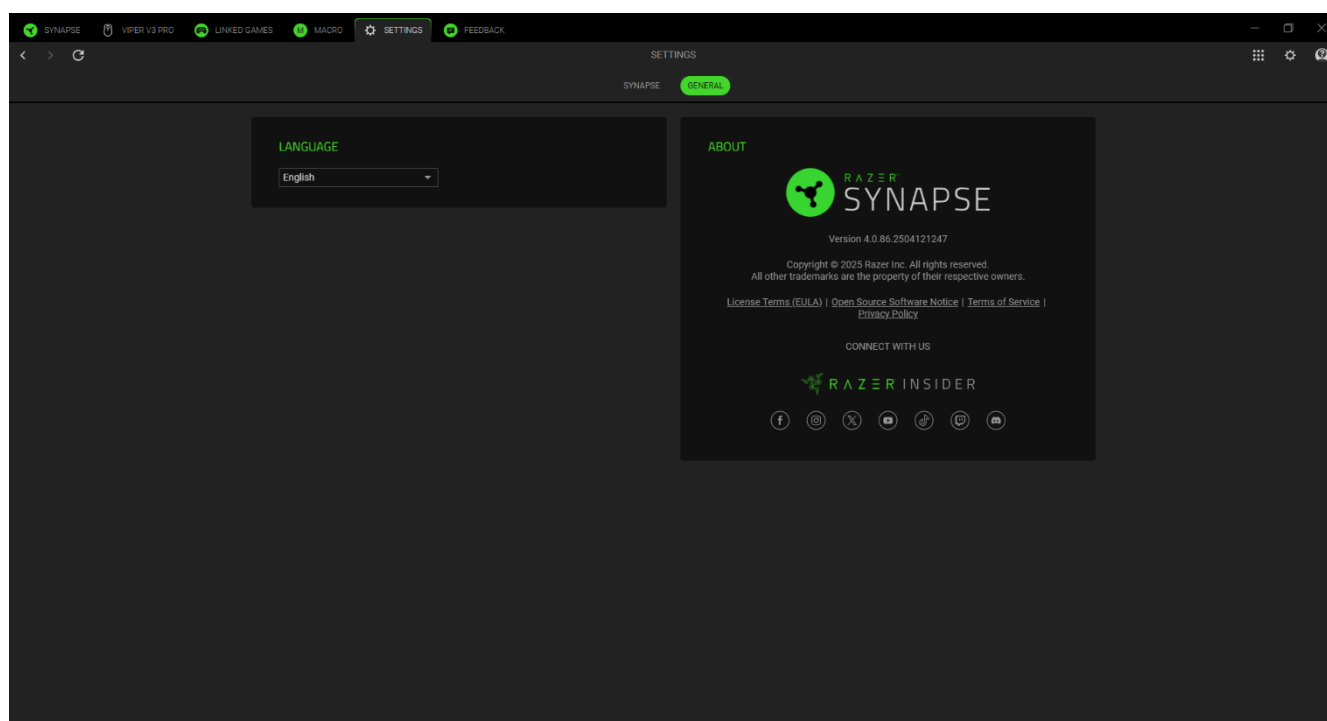 SYNAPSE VIPER V3 PRO LINKED GAMES M MACRO SETTINGS FEEDBACK
SETTINGS
SYNAPSE GENERAL
LANGUAGE
English
ABOUT
RAZER
SYNAPSE
Version 4.0.86.2504121247
Copyright © 2025 Razer Inc. All rights reserved.
All other trademarks are the property of their respective owners.
License Terms (EULA) | Open Source Software Notice | Terms of Service |
Privacy Policy
CONNECT WITH US
RAZER INSIDER